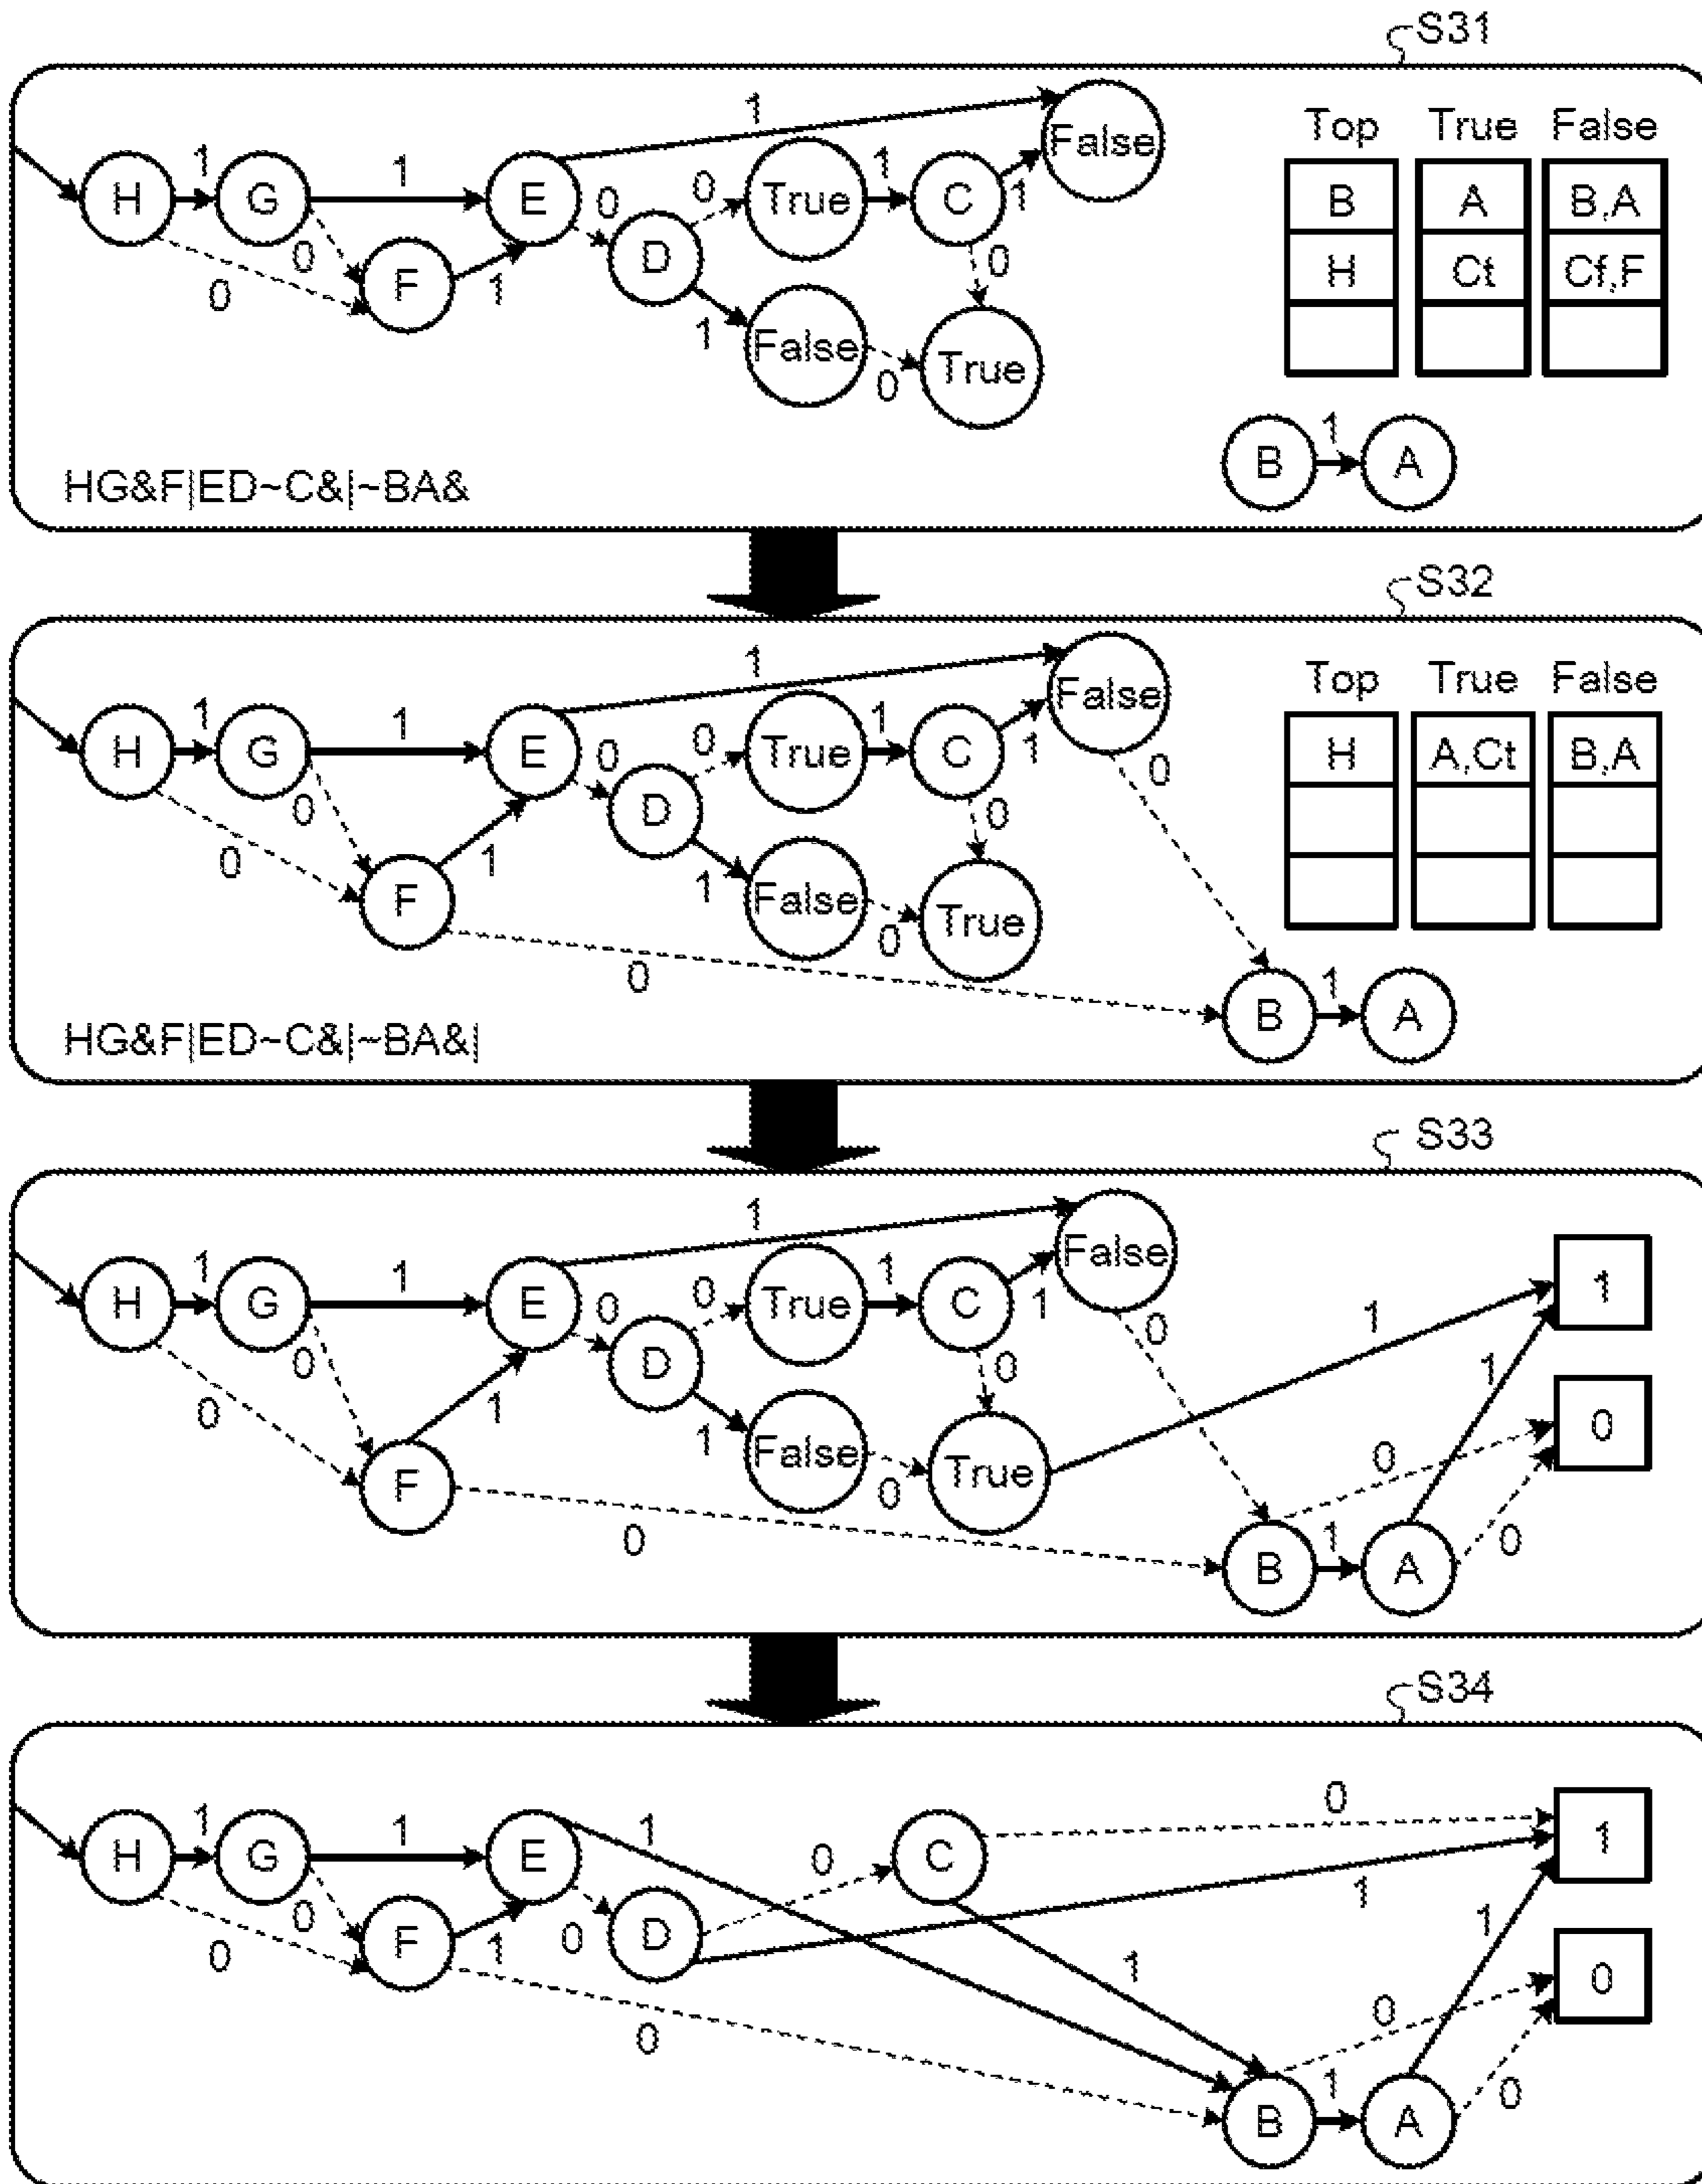 S31
Top True False
B A B,A
H Ct Cf,F
H 1 G 1 E 1 False
0 0 F 1 0 D 0 True 1 C 1
0 1 False 0 True
B 1 A
HG&F|ED~C&|~BA&
S32
Top True False
H A,Ct B,A
H 1 G 1 E 1 False
0 0 F 1 0 D 0 True 1 C 1 0
0 1 False 0 True
0 B 1 A
HG&F|ED~C&|~BA&|
S33
H 1 G 1 E 1 False
0 0 F 1 0 D 0 True 1 C 1 0 1 1
0 1 False 0 True 1 0 0
0 B 1 A 0
S34
H 1 G 1 E 1 0 C 0 1
0 0 F 1 0 D 1 1 1 0
0 0 B 1 A 0